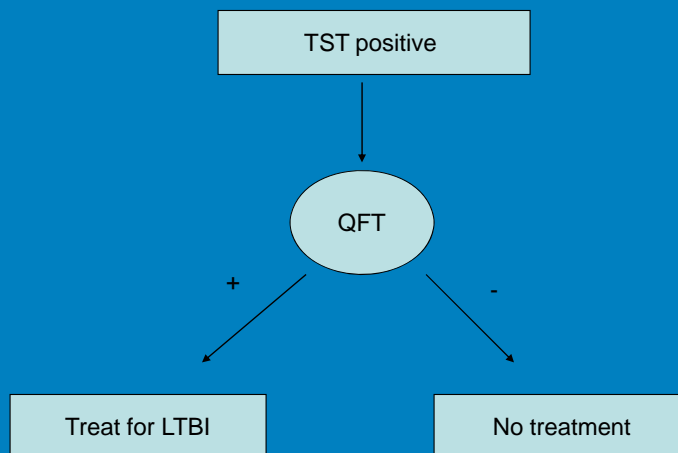 TST positive
QFT
+
-
Treat for LTBI
No treatment